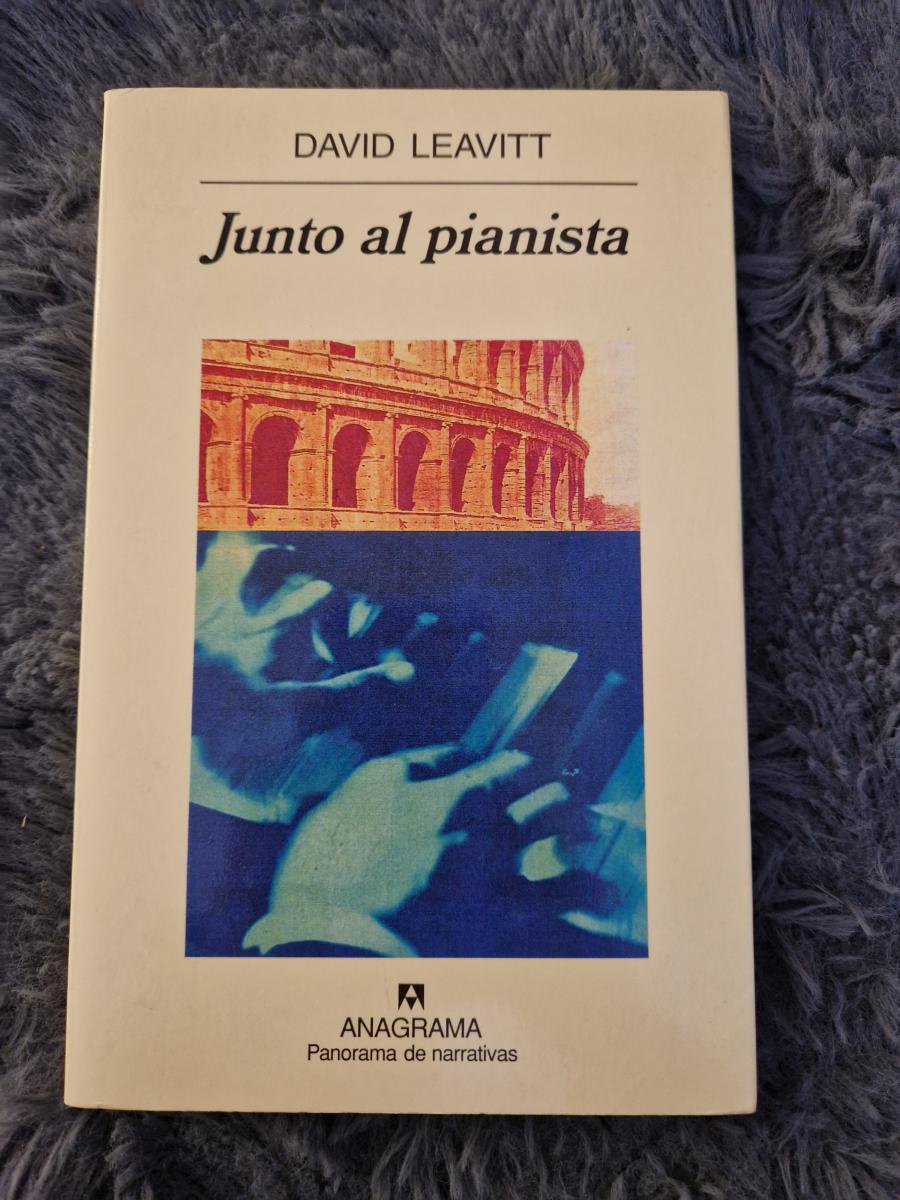 DAVID LEAVITT
Junto al pianista
ANAGRAMA
Panorama de narrativas